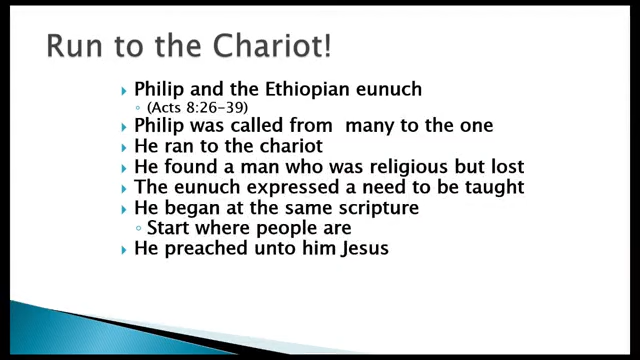 Run to the Chariot!
Philip and the Ethiopian eunuch
(Acts 8:26-39)
Philip was called from many to the one
He ran to the chariot
He found a man who was religious but lost
The eunuch expressed a need to be taught
He began at the same scripture
Start where people are
He preached unto him Jesus